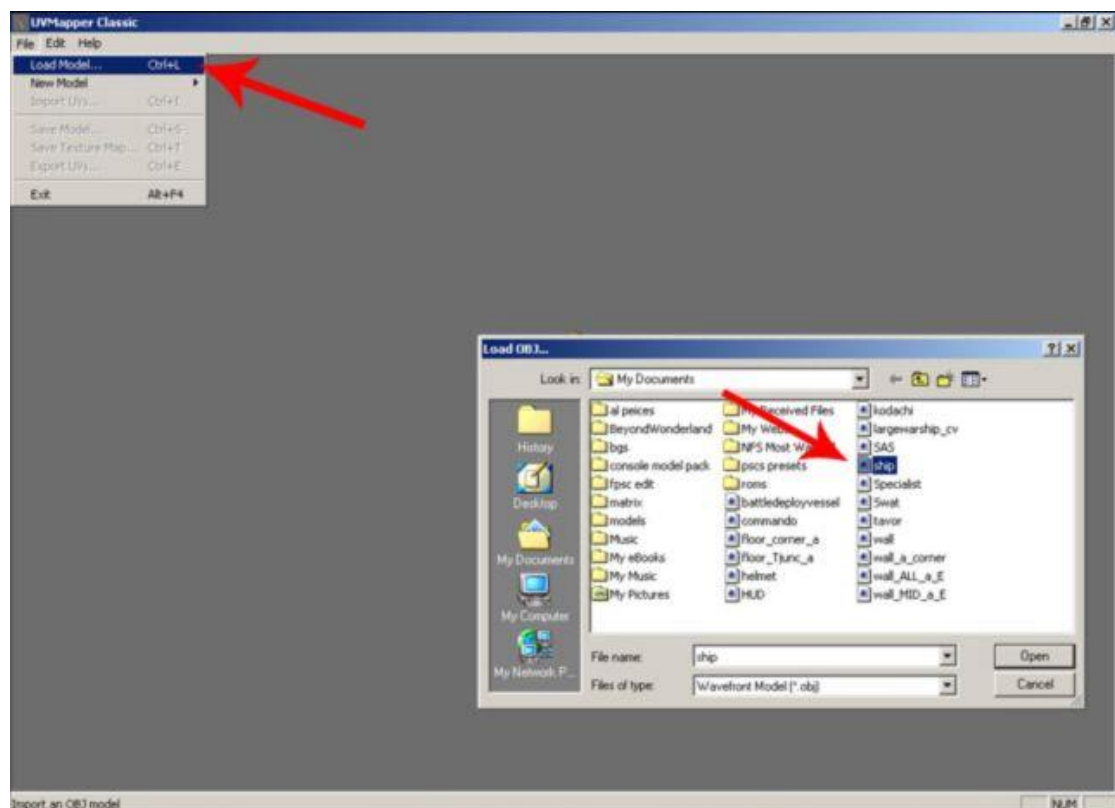 UVMapper Classic
File Edit Help
Load Model... Ctrl+L
New Model
Import UVs... Ctrl+I
Save Model... Ctrl+S
Save Texture Map... Ctrl+T
Export UVs... Ctrl+E
Exit Alt+F4
Load OBJ...
Look in: My Documents
History
Desktop
My Documents
My Computer
My Network P...
al peices
BeyondWonderland
bgs
console model pack
fpsc edit
matrix
models
Music
My eBooks
My Music
My Pictures
My Received Files
My Web
NFS Most Wa
pscs presets
roms
battledeployvessel
commando
floor_corner_a
floor_Tjunc_a
helmet
HUD
kodachi
largewarship_cv
SAS
ship
Specialist
Swat
tavor
wall
wall_a_corner
wall_ALL_a_E
wall_MID_a_E
File name: ship Open
Files of type: Wavefront Model (*.obj) Cancel
Import an OBJ model NUM